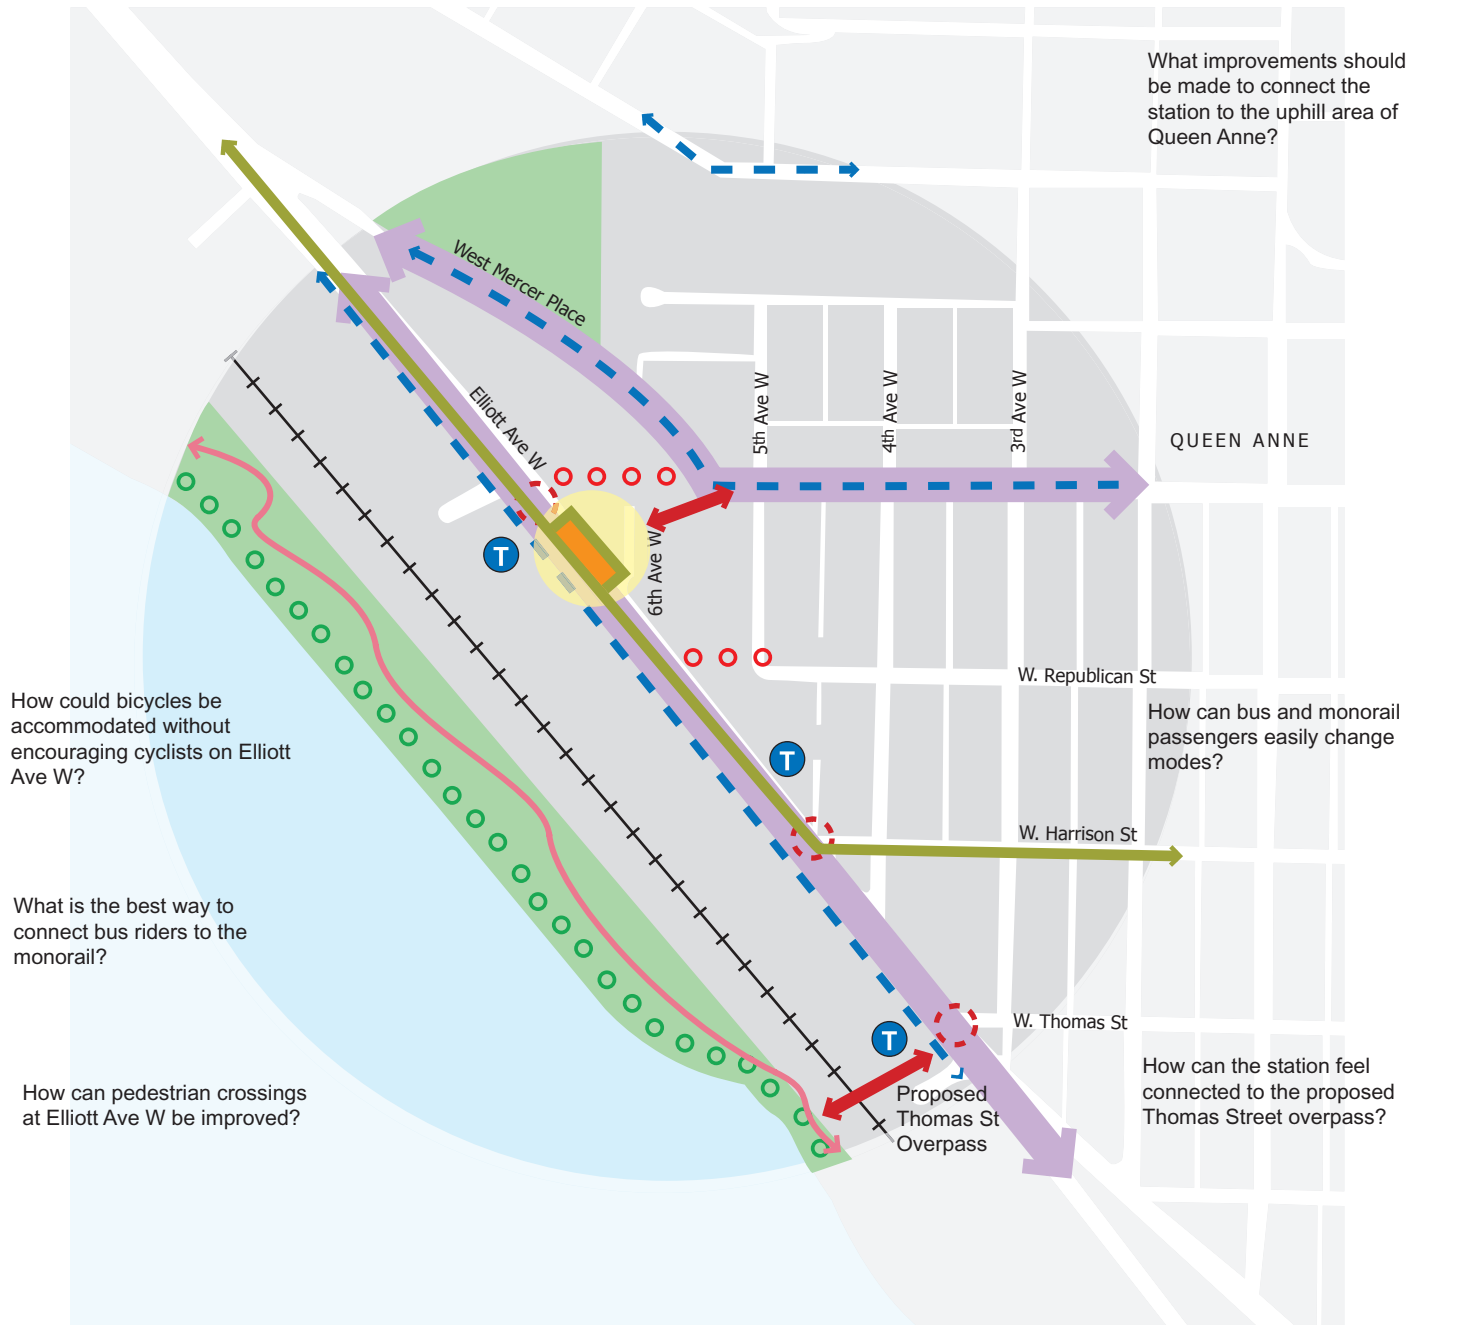 What improvements should
be made to connect the
station to the uphill area of
Queen Anne?
West Mercer Place
Elliott Ave W
5th Ave W
4th Ave W
3rd Ave W
QUEEN ANNE
T
6th Ave W
W. Republican St
How could bicycles be
accommodated without
encouraging cyclists on Elliott
Ave W?
How can bus and monorail
passengers easily change
modes?
T
W. Harrison St
What is the best way to
connect bus riders to the
monorail?
W. Thomas St
T
How can the station feel
connected to the proposed
Thomas Street overpass?
How can pedestrian crossings
at Elliott Ave W be improved?
Proposed
Thomas St
Overpass